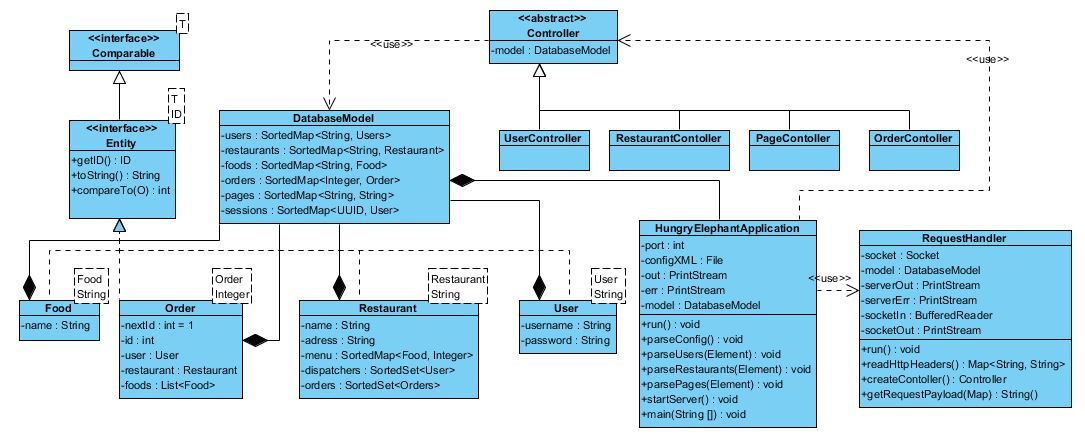 T
<<interface>>
Comparable
T
ID
<<interface>>
Entity
+getID() : ID
+toString() : String
+compareTo(O) : int
<<use>>
<<abstract>>
Controller
-model : DatabaseModel
<<use>>
DatabaseModel
-users : SortedMap<String, Users>
-restaurants : SortedMap<String, Restaurant>
-foods : SortedMap<String, Food>
-orders : SortedMap<Integer, Order>
-pages : SortedMap<String, String>
-sessions : SortedMap<UUID, User>
UserController
RestaurantContoller
PageContoller
OrderContoller
Food
String
Food
-name : String
Order
Integer
Order
-nextId : int = 1
-id : int
-user : User
-restaurant : Restaurant
-foods : List<Food>
Restaurant
String
Restaurant
-name : String
-adress : String
-menu : SortedMap<Food, Integer>
-dispatchers : SortedSet<User>
-orders : SortedSet<Orders>
User
String
User
-username : String
-password : String
HungryElephantApplication
-port : int
-configXML : File
-out : PrintStream
-err : PrintStream
-model : DatabaseModel
+run() : void
+parseConfig() : void
+parseUsers(Element) : void
+parseRestaurants(Element) : void
+parsePages(Element) : void
+startServer() : void
+main(String []) : void
<<use>>
RequestHandler
-socket : Socket
-model : DatabaseModel
-serverOut : PrintStream
-serverErr : PrintStream
-socketIn : BufferedReader
-socketOut : PrintStream
+run() : void
+readHttpHeaders() : Map<String, String>
+createContoller() : Controller
+getRequestPayload(Map) : String()